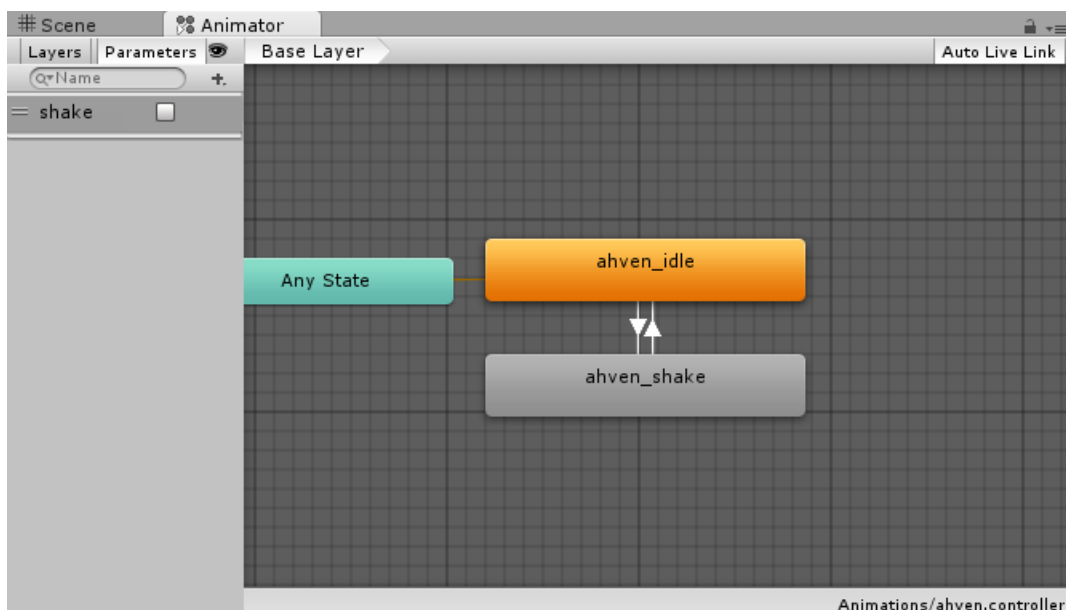 Scene Animator
Layers Parameters Base Layer Auto Live Link
Name
shake
ahven_idle
Any State
ahven_shake
Animations/ahven.controller